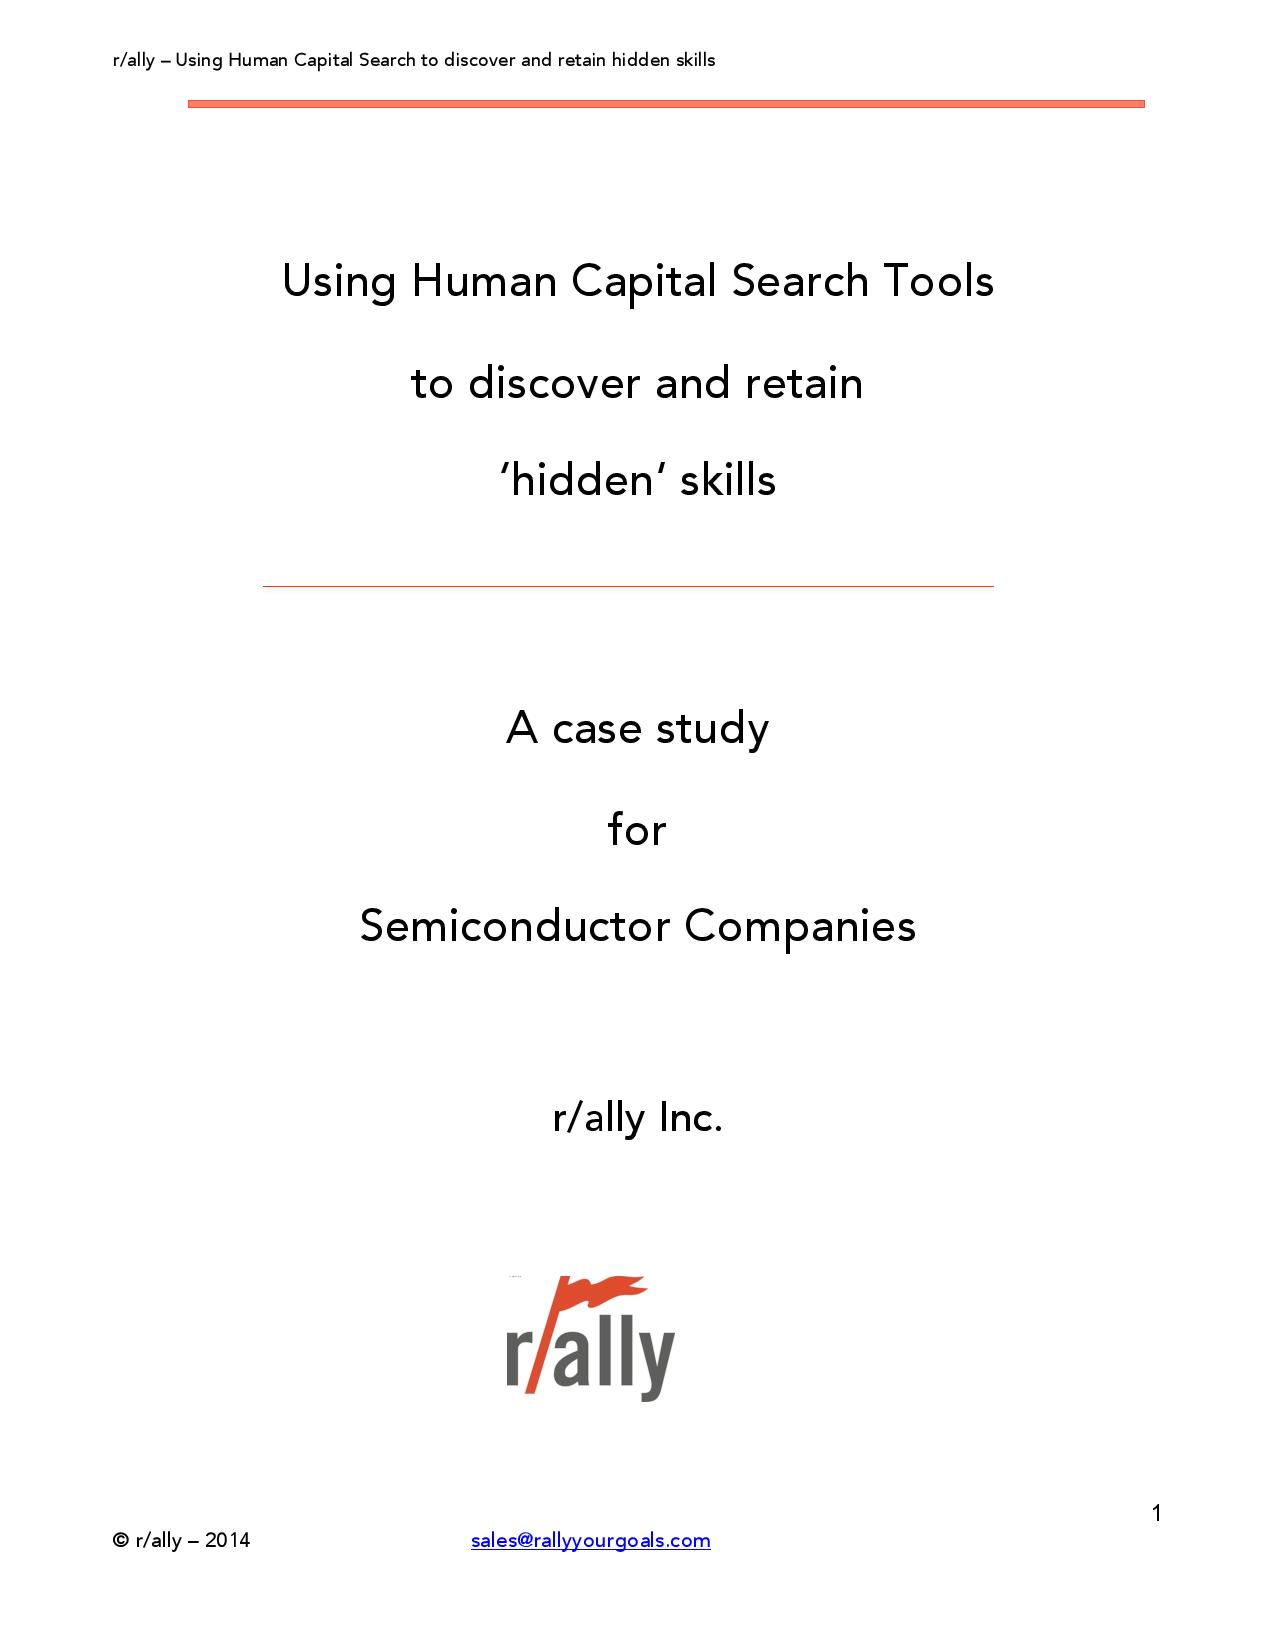 r/ally – Using Human Capital Search to discover and retain hidden skills
Using Human Capital Search Tools
to discover and retain
‘hidden’ skills
A case study
for
Semiconductor Companies
r/ally Inc.
r/ally
1
© r/ally – 2014 sales@rallyyourgoals.com